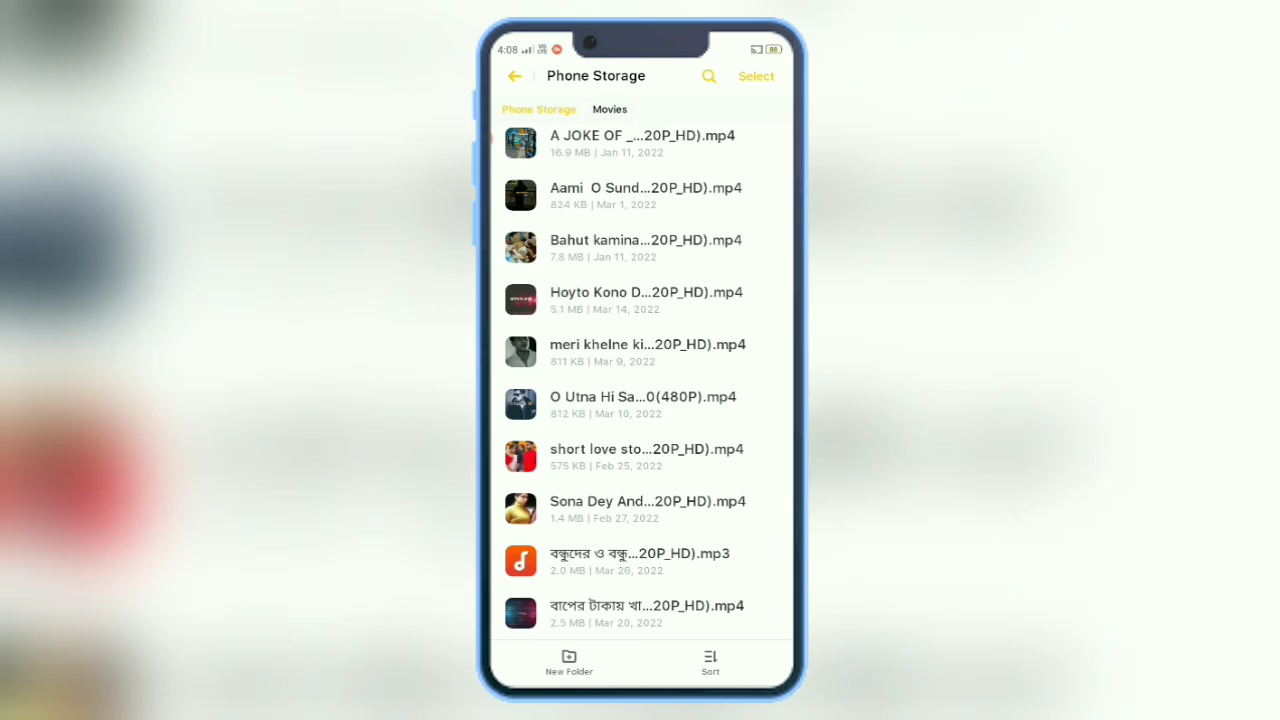 4:08
88
Phone Storage
Select
Phone Storage Movies
A JOKE OF _...20P_HD).mp4
16.9 MB | Jan 11, 2022
Aami O Sund...20P_HD).mp4
824 KB | Mar 1, 2022
Bahut kamina...20P_HD).mp4
7.8 MB | Jan 11, 2022
Hoyto Kono D...20P_HD).mp4
5.1 MB | Mar 14, 2022
meri khelne ki...20P_HD).mp4
811 KB | Mar 9, 2022
O Utna Hi Sa...0(480P).mp4
812 KB | Mar 10, 2022
short love sto...20P_HD).mp4
575 KB | Feb 25, 2022
Sona Dey And...20P_HD).mp4
1.4 MB | Feb 27, 2022
বন্ধুদের ও বন্ধু...20P_HD).mp3
2.0 MB | Mar 26, 2022
বাপের টাকায় খা...20P_HD).mp4
2.5 MB | Mar 20, 2022
New Folder
Sort